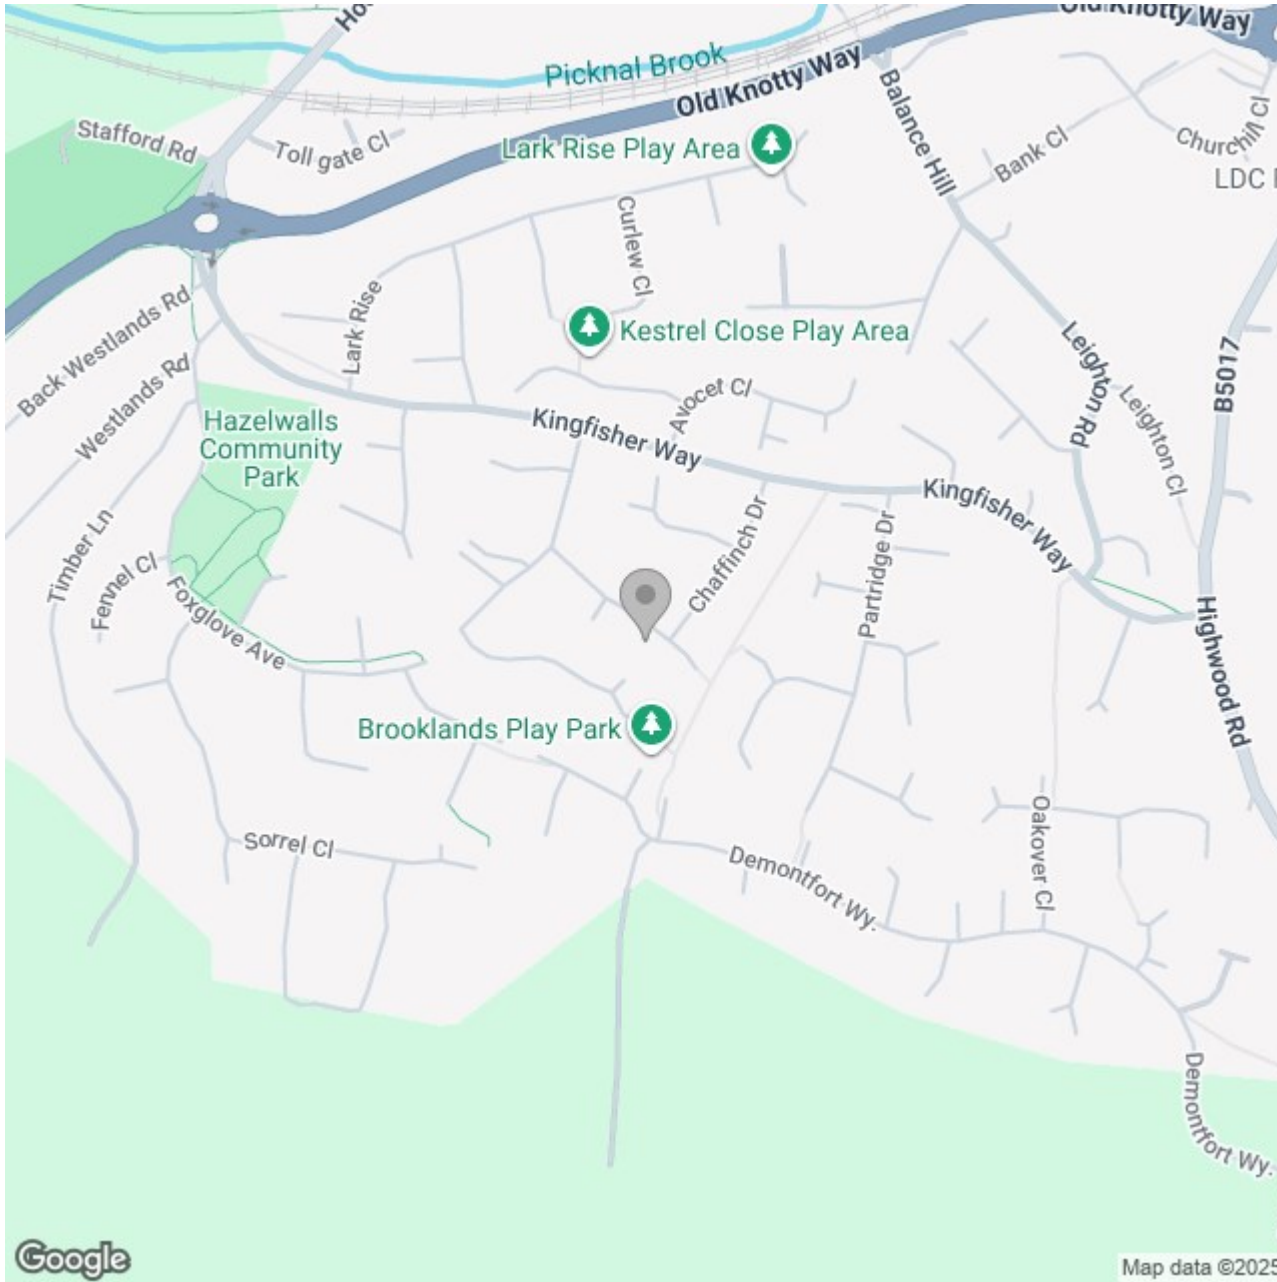 Ho
Old Knotty Way
Picknal Brook
Old Knotty Way
Stafford Rd
Toll gate Cl
Lark Rise Play Area
Balance Hill
Bank Cl
Churchill Cl
LDC
Curlew Cl
Back Westlands Rd
Lark Rise
Kestrel Close Play Area
Leighton Rd
B5017
Westlands Rd
Avocet Cl
Leighton Cl
Hazelwalls
Community
Park
Kingfisher Way
Kingfisher Way
Timber Ln
Fennel Cl
Chaffinch Dr
Partridge Dr
Foxglove Ave
Highwood Rd
Brooklands Play Park
Sorrel Cl
Oakover Cl
Demontfort Wy.
Demontfort Wy.
Google
Map data ©2025